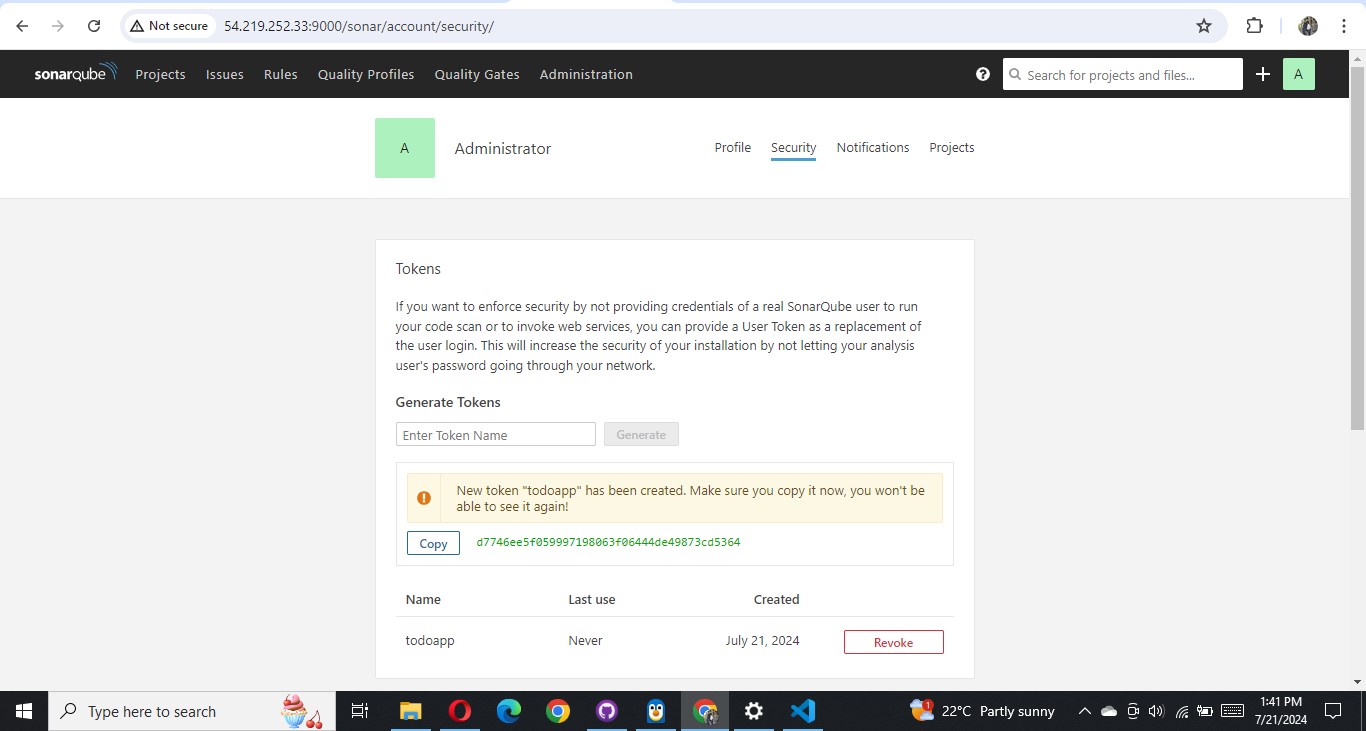 Not secure 54.219.252.33:9000/sonar/account/security/
sonarqube Projects Issues Rules Quality Profiles Quality Gates Administration ? Search for projects and files... A
A Administrator Profile Security Notifications Projects
Tokens
If you want to enforce security by not providing credentials of a real SonarQube user to run
your code scan or to invoke web services, you can provide a User Token as a replacement of
the user login. This will increase the security of your installation by not letting your analysis
user's password going through your network.
Generate Tokens
Enter Token Name Generate
New token "todoapp" has been created. Make sure you copy it now, you won't be
able to see it again!
Copy d7746ee5f059997198063f06444de49873cd5364
Name Last use Created
todoapp Never July 21, 2024 Revoke
Type here to search 1 22°C Partly sunny 1:41 PM
7/21/2024